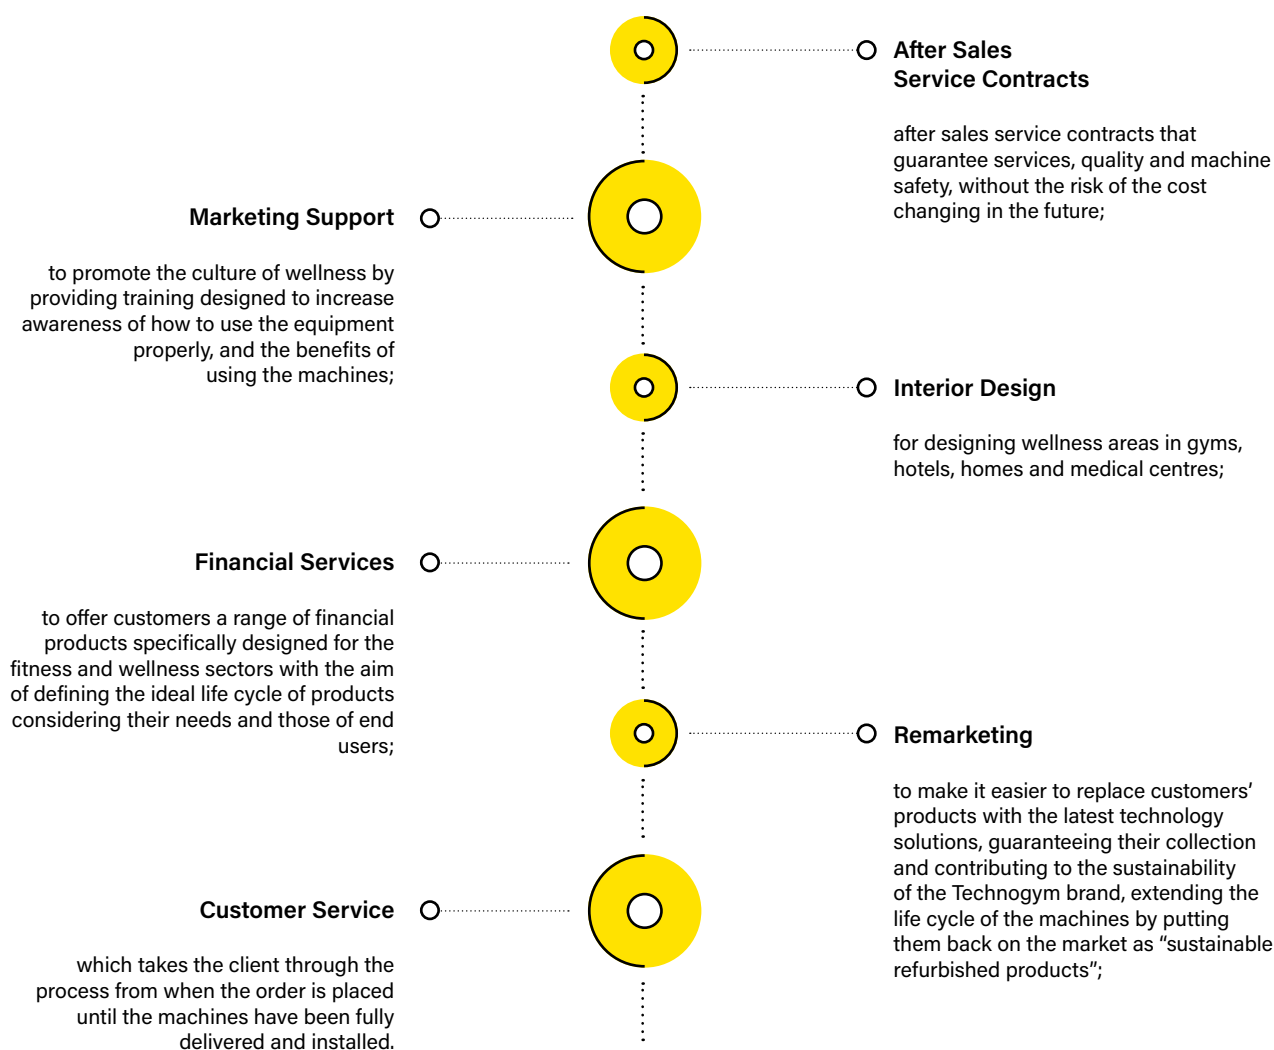 After Sales
Service Contracts
after sales service contracts that
guarantee services, quality and machine
safety, without the risk of the cost
changing in the future;
Marketing Support
to promote the culture of wellness by
providing training designed to increase
awareness of how to use the equipment
properly, and the benefits of
using the machines;
Interior Design
for designing wellness areas in gyms,
hotels, homes and medical centres;
Financial Services
to offer customers a range of financial
products specifically designed for the
fitness and wellness sectors with the aim
of defining the ideal life cycle of products
considering their needs and those of end
users;
Remarketing
to make it easier to replace customers’
products with the latest technology
solutions, guaranteeing their collection
and contributing to the sustainability
of the Technogym brand, extending the
life cycle of the machines by putting
them back on the market as “sustainable
refurbished products”;
Customer Service
which takes the client through the
process from when the order is placed
until the machines have been fully
delivered and installed.